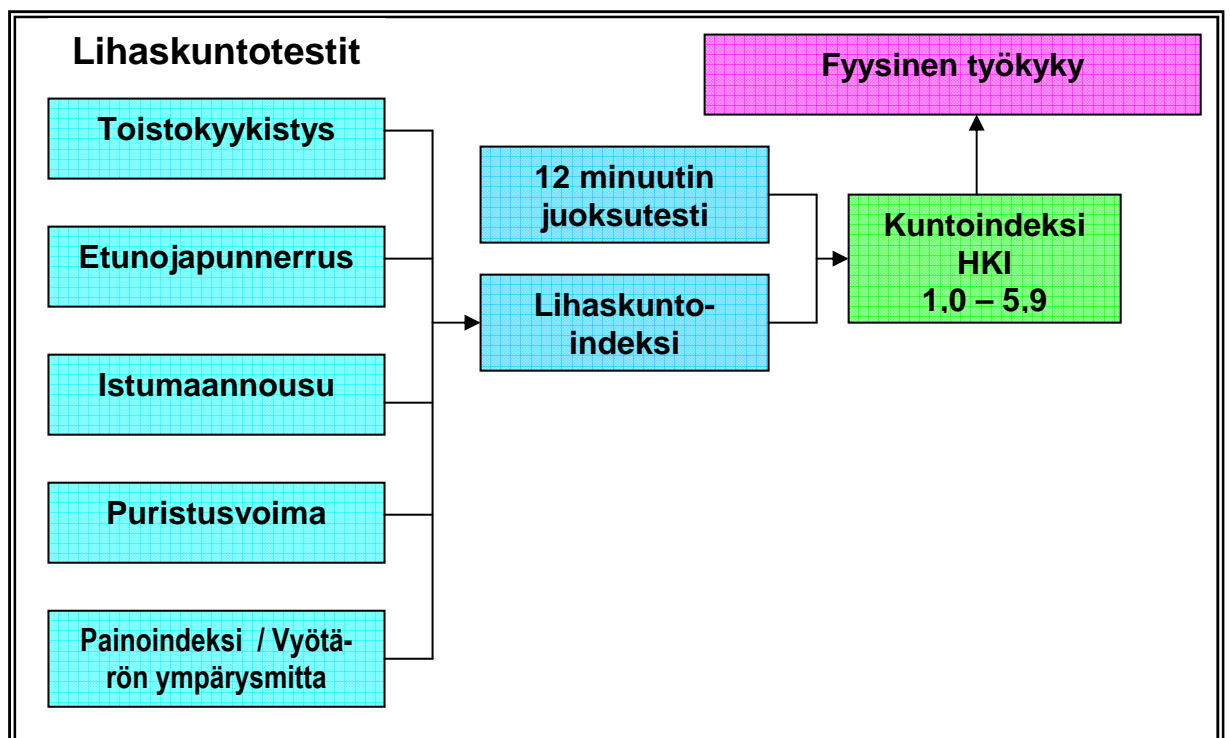 Lihaskuntotestit
Fyysinen työkyky
Toistokyykistys
12 minuutin
juoksutesti
Etunojapunnerrus
Kuntoindeksi
HKI
1,0 – 5,9
Lihaskunto-
indeksi
Istumaannousu
Puristusvoima
Painoindeksi / Vyötä-
rön ympärysmitta